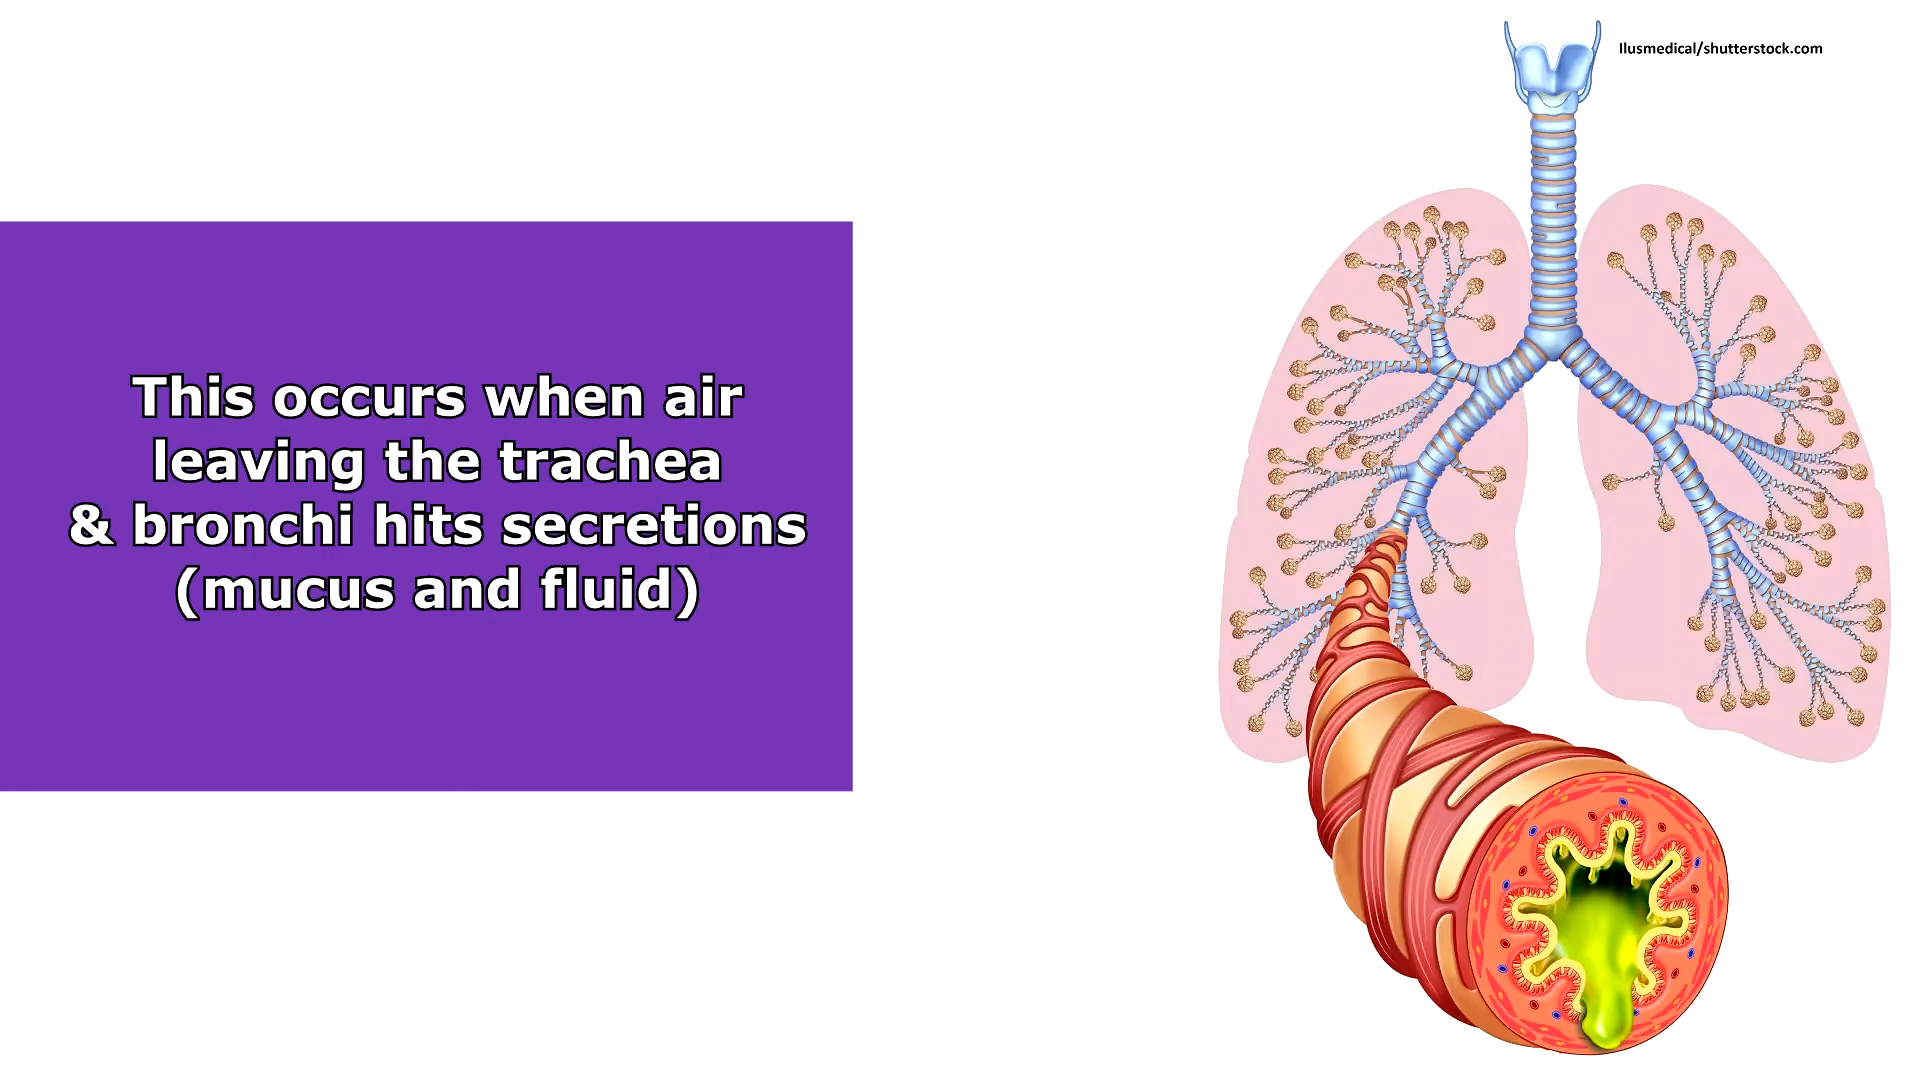 Ilusmedical/shutterstock.com
This occurs when air
leaving the trachea
& bronchi hits secretions
(mucus and fluid)